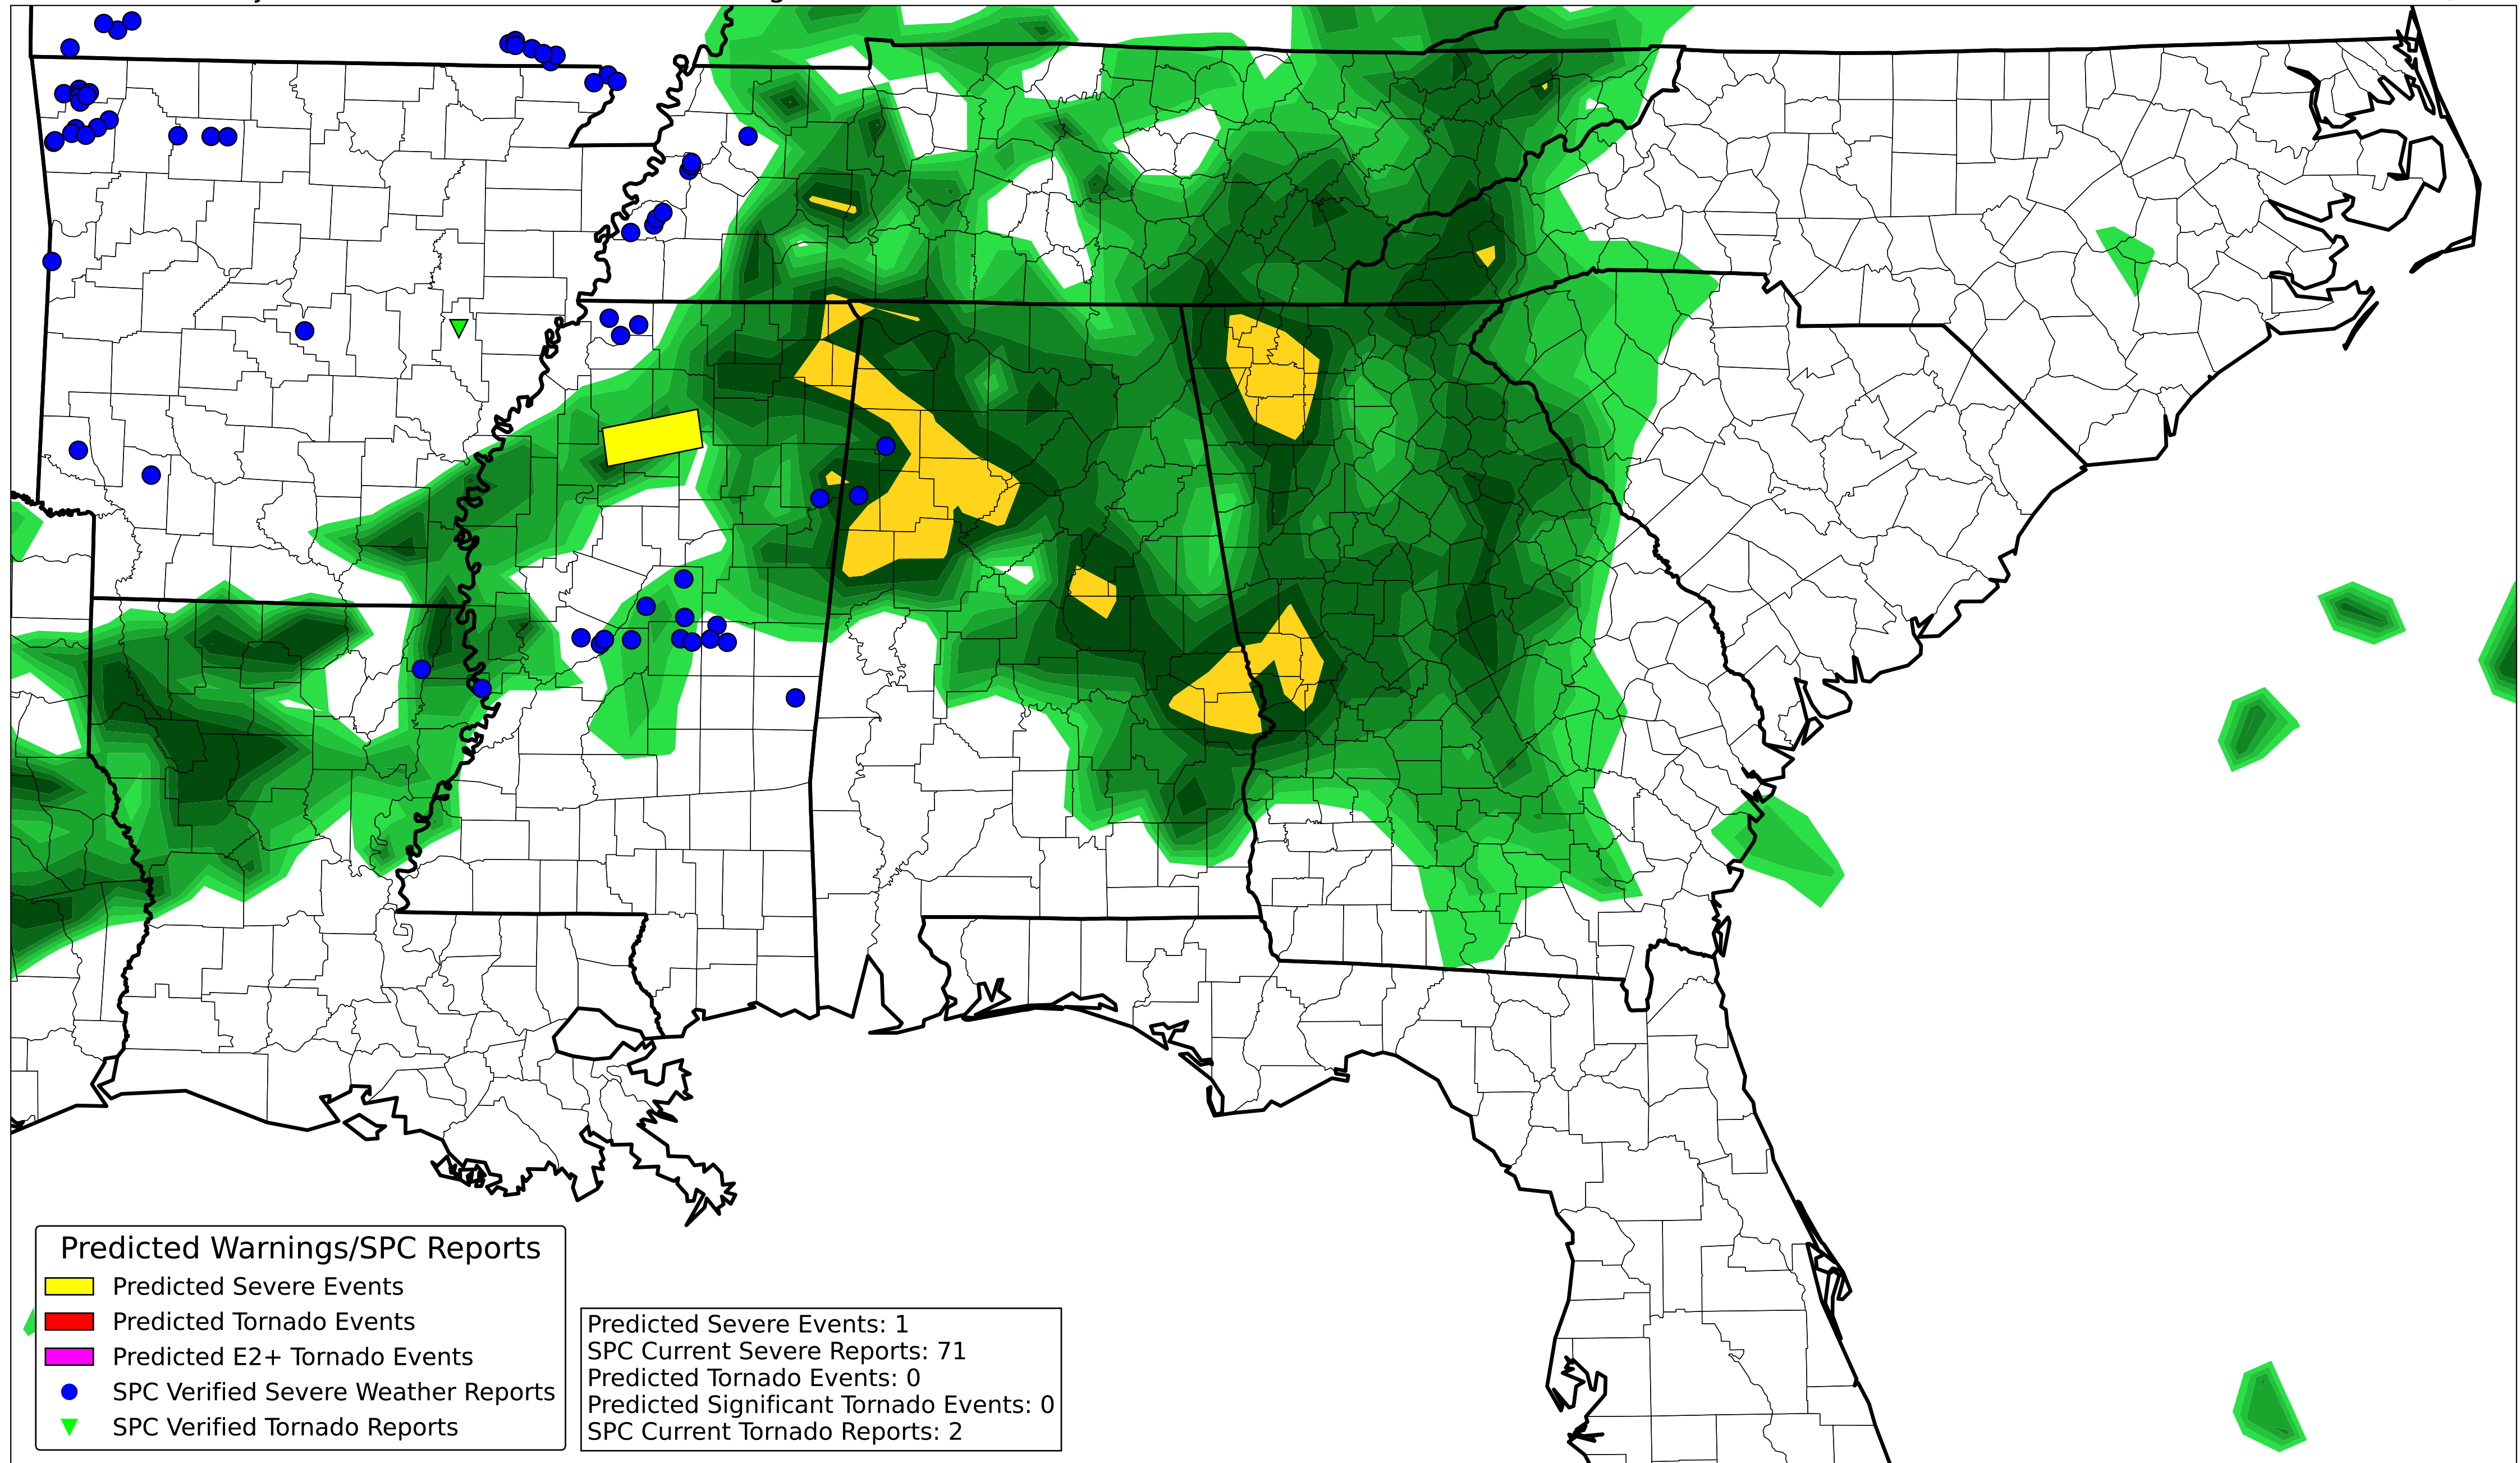 Predicted Warnings/SPC Reports
Predicted Severe Events
Predicted Tornado Events
Predicted E2+ Tornado Events
SPC Verified Severe Weather Reports
SPC Verified Tornado Reports
Predicted Severe Events: 1
SPC Current Severe Reports: 71
Predicted Tornado Events: 0
Predicted Significant Tornado Events: 0
SPC Current Tornado Reports: 2